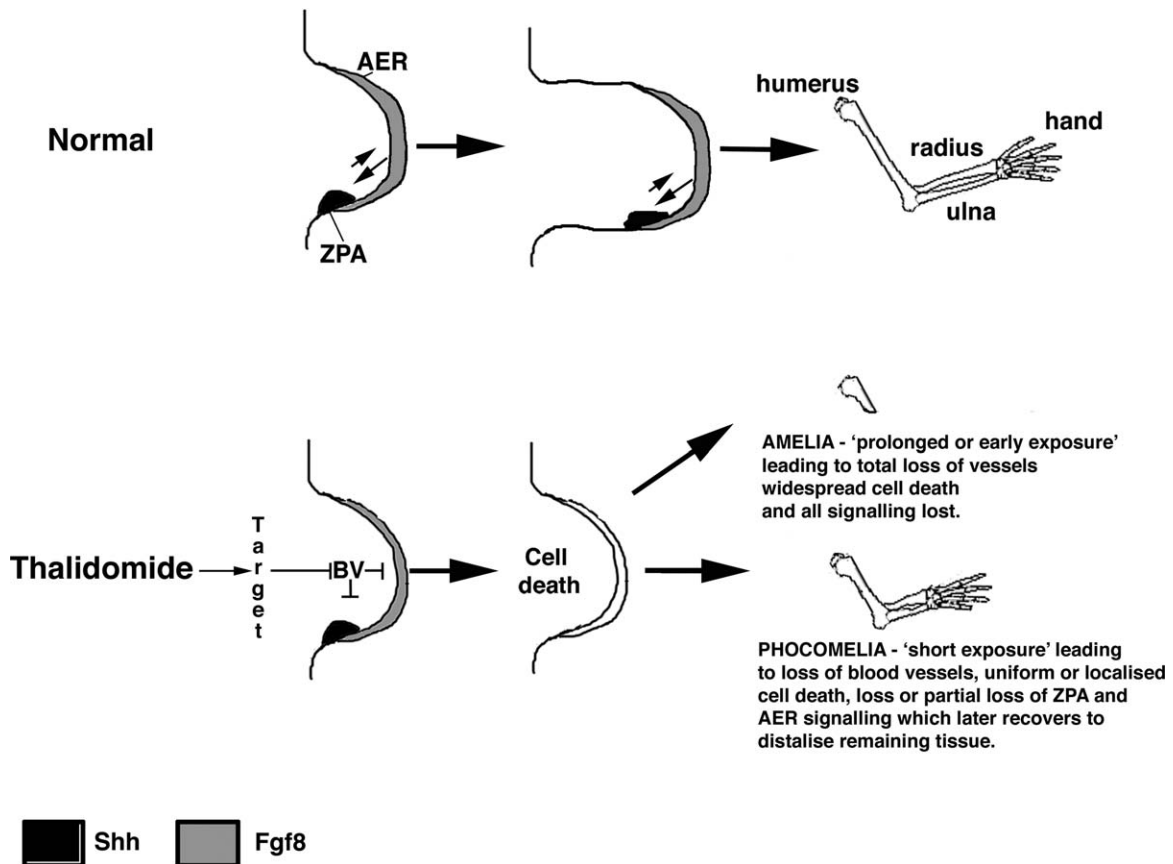 AER
humerus
hand
Normal
radius
ulna
ZPA
AMELIA - ‘prolonged or early exposure’
leading to total loss of vessels
widespread cell death
and all signalling lost.
Thalidomide
Target
BV
Cell
death
PHOCOMELIA - ‘short exposure’ leading
to loss of blood vessels, uniform or localised
cell death, loss or partial loss of ZPA and
AER signalling which later recovers to
distalise remaining tissue.
Shh
Fgf8